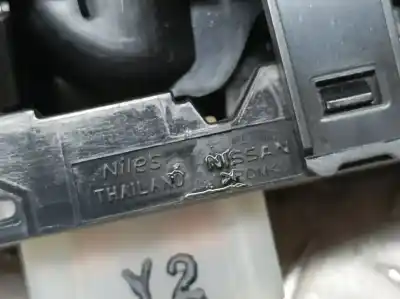 Niles NISSAN
THAILAND
Y2